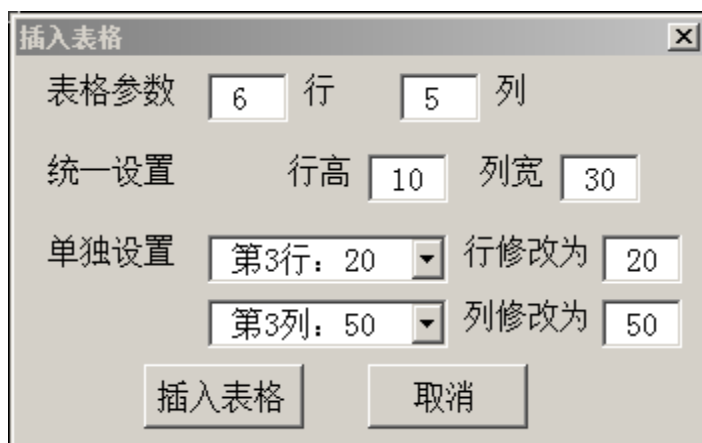 插入表格
表格参数 6 行 5 列
统一设置 行高 10 列宽 30
单独设置 第3行：20 行修改为 20
第3列：50 列修改为 50
插入表格 取消